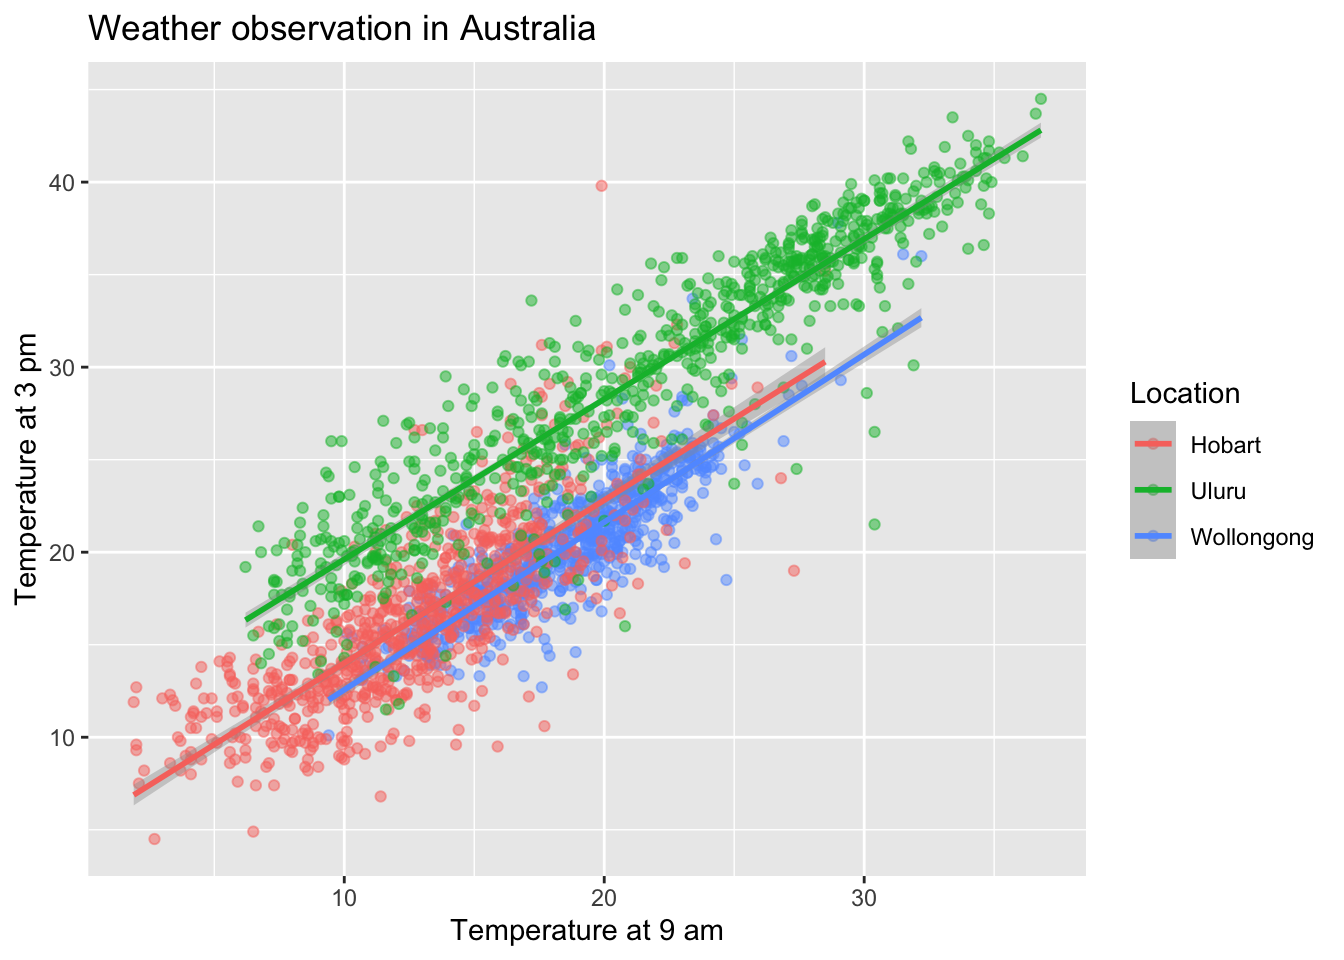 Weather observation in Australia
Temperature at 3 pm
40
30
20
10
10 20 30
Temperature at 9 am
Location
Hobart
Uluru
Wollongong